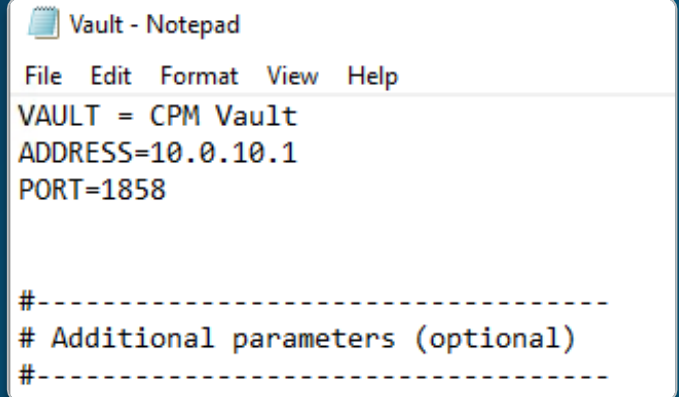 Vault - Notepad
File Edit Format View Help
VAULT = CPM Vault
ADDRESS=10.0.10.1
PORT=1858
#-----------------------------------
# Additional parameters (optional)
#-----------------------------------